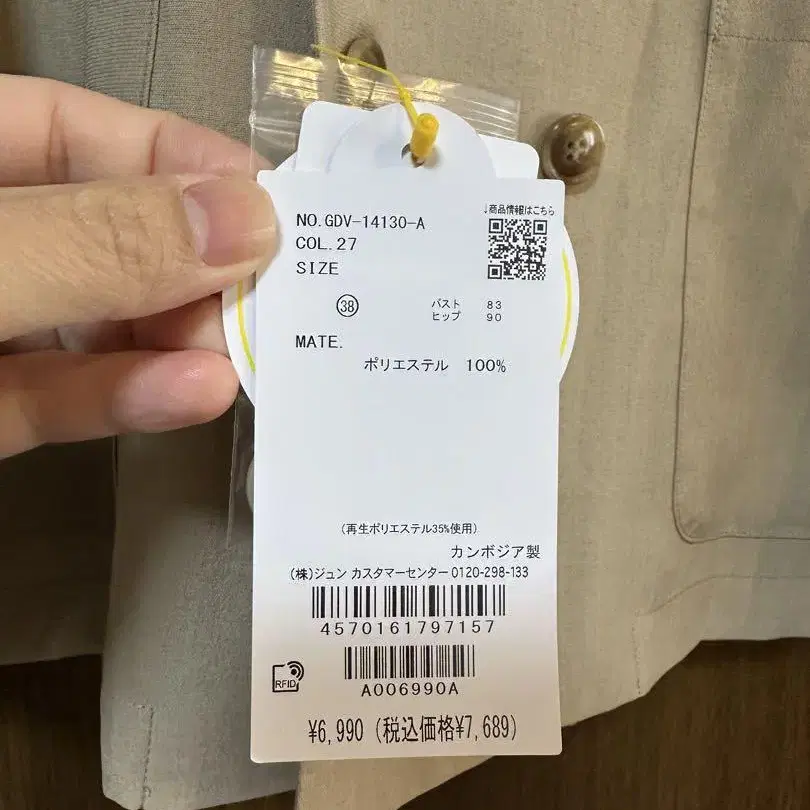 NO.GDV-14130-A
COL.27
SIZE
↓商品情報はこちら
38 バスト 83
ヒップ 90
MATE.
ポリエステル 100%
(再生ポリエステル35%使用)
カンボジア製
(株)ジュン カスタマーセンター 0120-298-133
4570161797157
RFID
A006990A
¥6,990 (税込価格¥7,689)